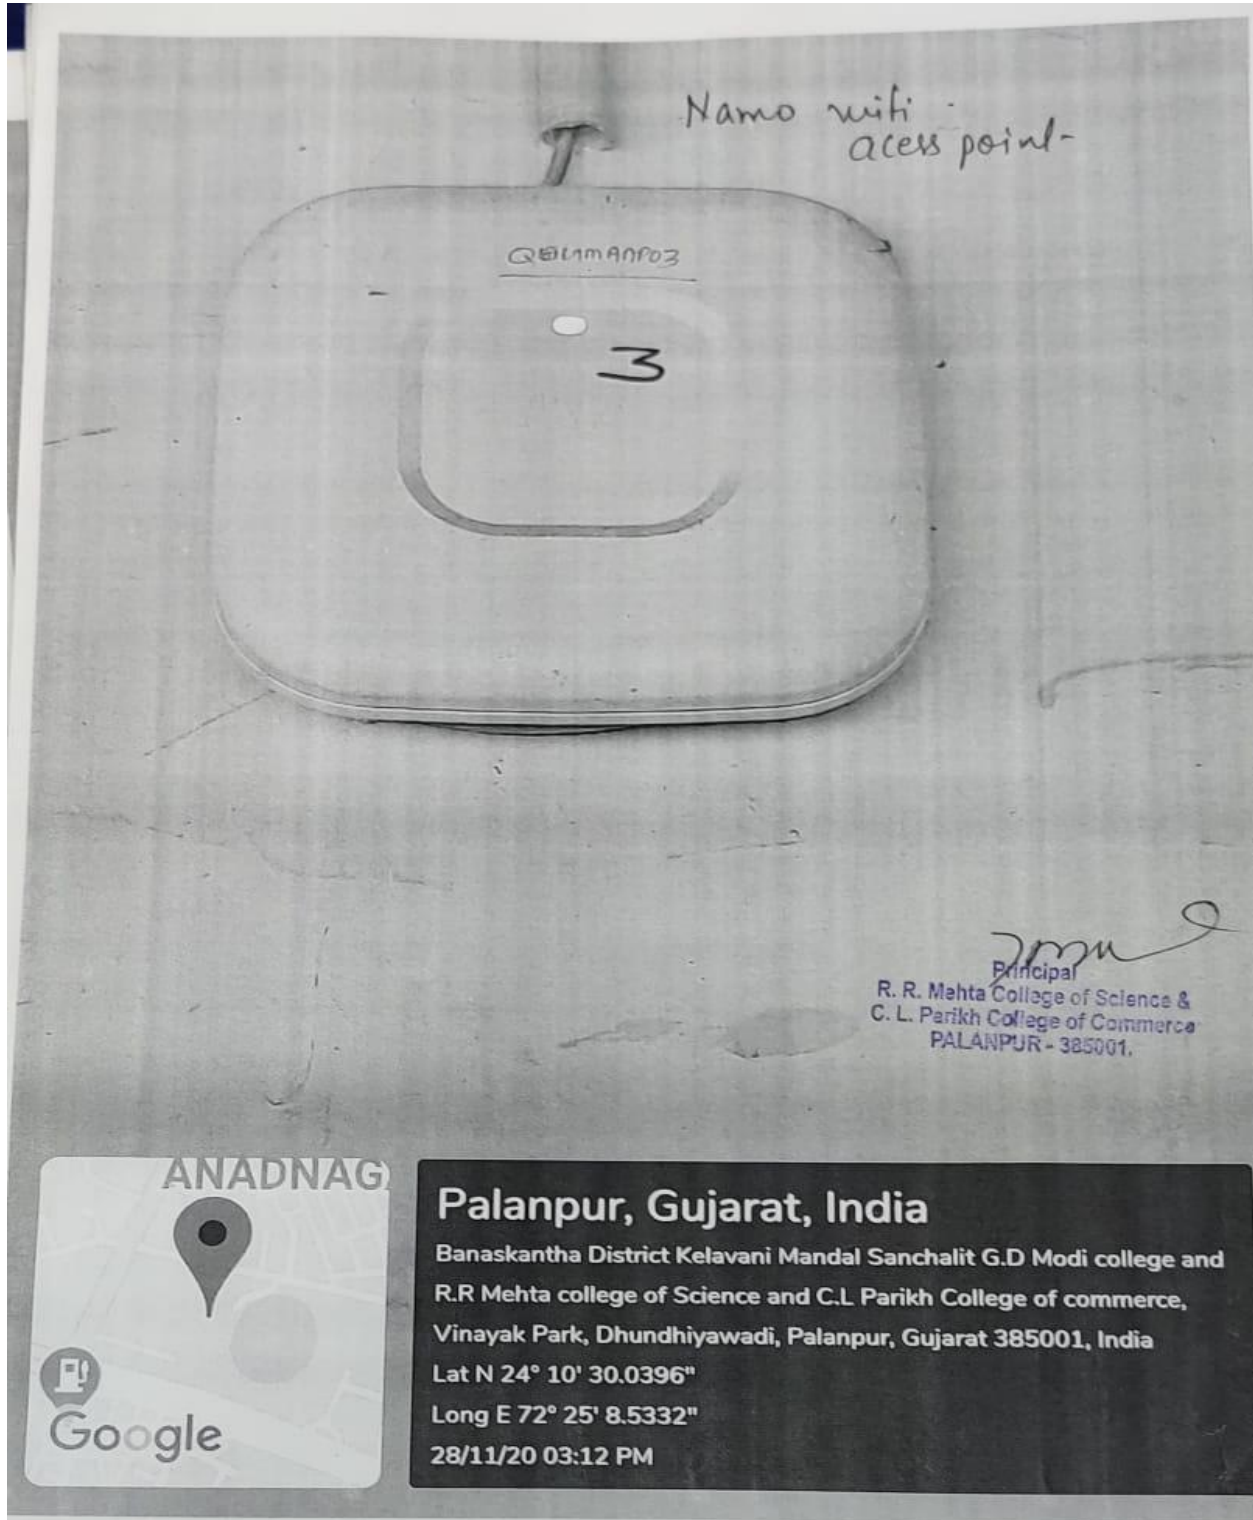 Namo wifi
acess point
3
Principal
R. R. Mehta College of Science &
C. L. Parikh College of Commerce
PALANPUR - 385001.
ANADNAG
Google
Palanpur, Gujarat, India
Banaskantha District Kelavani Mandal Sanchalit G.D Modi college and
R.R Mehta college of Science and C.L Parikh College of commerce,
Vinayak Park, Dhundhiyawadi, Palanpur, Gujarat 385001, India
Lat N 24° 10' 30.0396"
Long E 72° 25' 8.5332"
28/11/20 03:12 PM